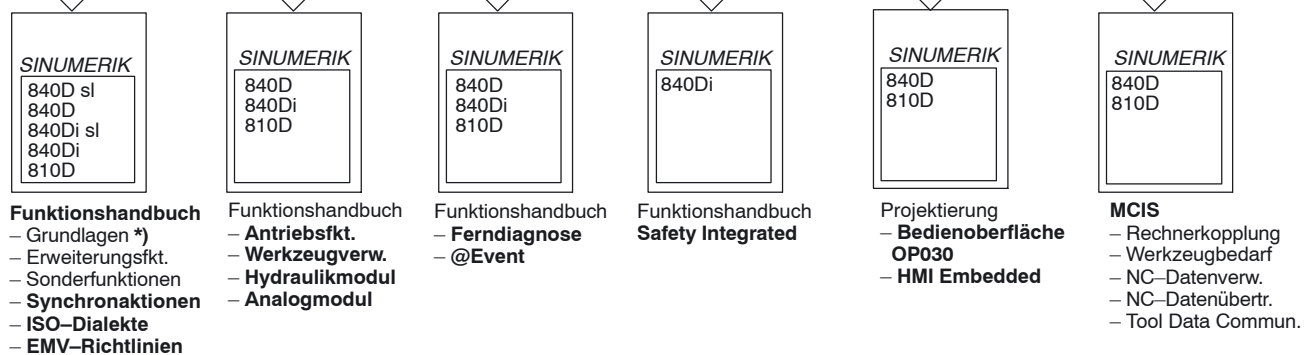 SINUMERIK
840D sl
840D
840Di sl
840Di
810D
Funktionshandbuch
– Grundlagen *)
– Erweiterungsfkt.
– Sonderfunktionen
– Synchronaktionen
– ISO–Dialekte
– EMV–Richtlinien
SINUMERIK
840D
840Di
810D
Funktionshandbuch
– Antriebsfkt.
– Werkzeugverw.
– Hydraulikmodul
– Analogmodul
SINUMERIK
840D
840Di
810D
Funktionshandbuch
– Ferndiagnose
– @Event
SINUMERIK
840Di
Funktionshandbuch
Safety Integrated
SINUMERIK
840D
810D
Projektierung
– Bedienoberfläche
OP030
– HMI Embedded
SINUMERIK
840D
810D
MCIS
– Rechnerkopplung
– Werkzeugbedarf
– NC–Datenverw.
– NC–Datenübertr.
– Tool Data Commun.